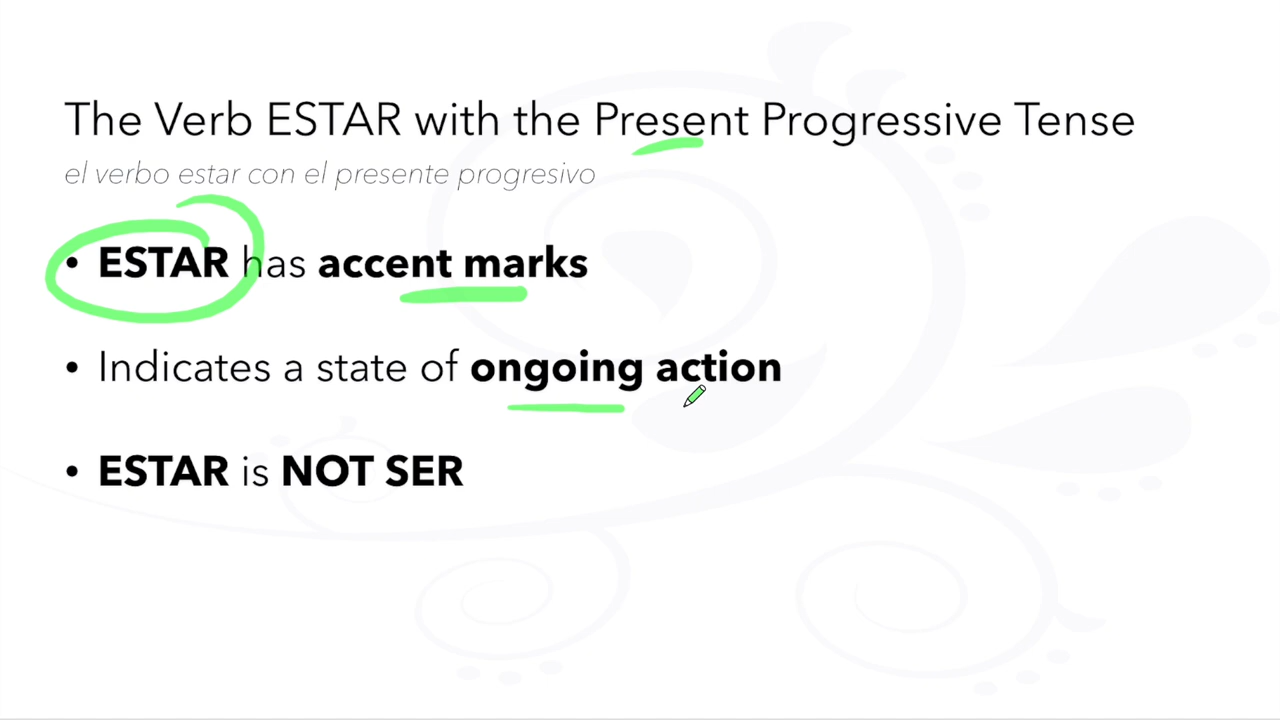 The Verb ESTAR with the Present Progressive Tense
el verbo estar con el presente progresivo
• ESTAR has accent marks
• Indicates a state of ongoing action
• ESTAR is NOT SER